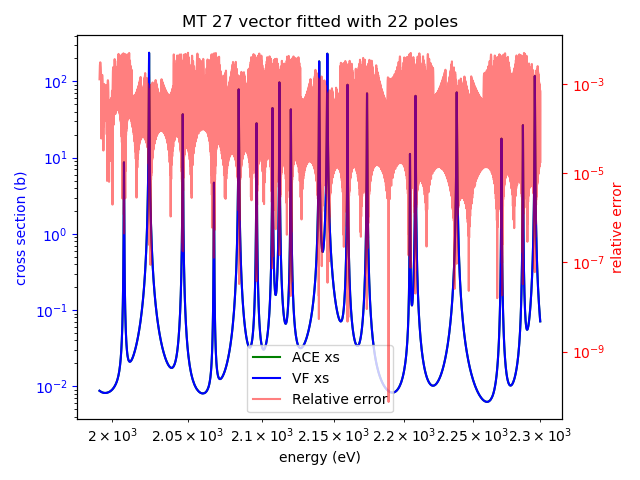 MT 27 vector fitted with 22 poles
cross section (b)
10²
10¹
10⁰
10⁻¹
10⁻²
10⁻³
10⁻⁵
10⁻⁷
10⁻⁹
relative error
ACE xs
VF xs
Relative error
2 × 10³ 2.05 × 10³ 2.1 × 10³ 2.15 × 10³ 2.2 × 10³ 2.25 × 10³ 2.3 × 10³
energy (eV)